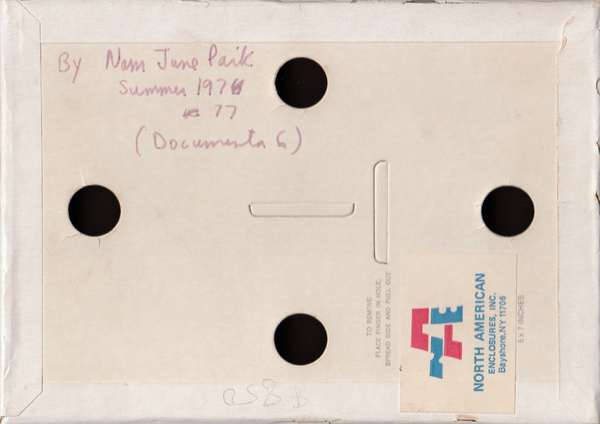 By Nam June Paik
Summer 1976
77
(Documenta 6)
TO REMOVE
PLACE FINGER IN HOLE,
SPREAD SIDE AND PULL OUT
NORTH AMERICAN
ENCLOSURES, INC.
Bayshore, NY 11706
5 x 7 INCHES